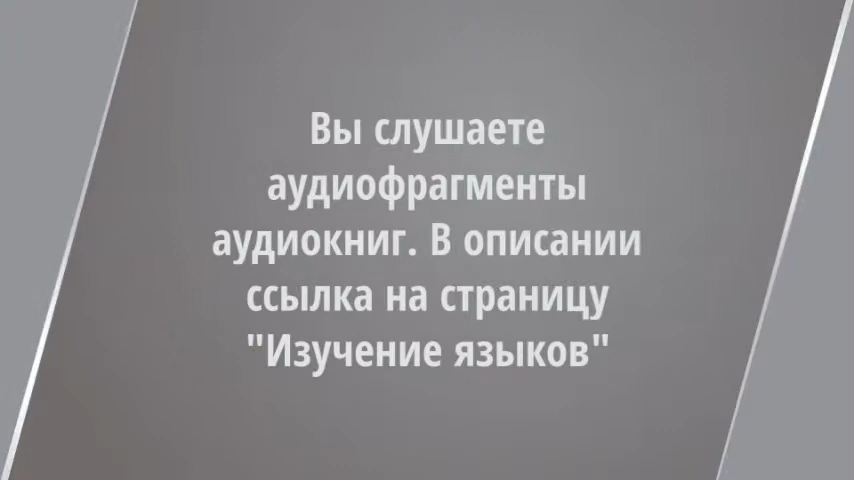 Вы слушаете
аудиофрагменты
аудиокниг. В описании
ссылка на страницу
"Изучение языков"